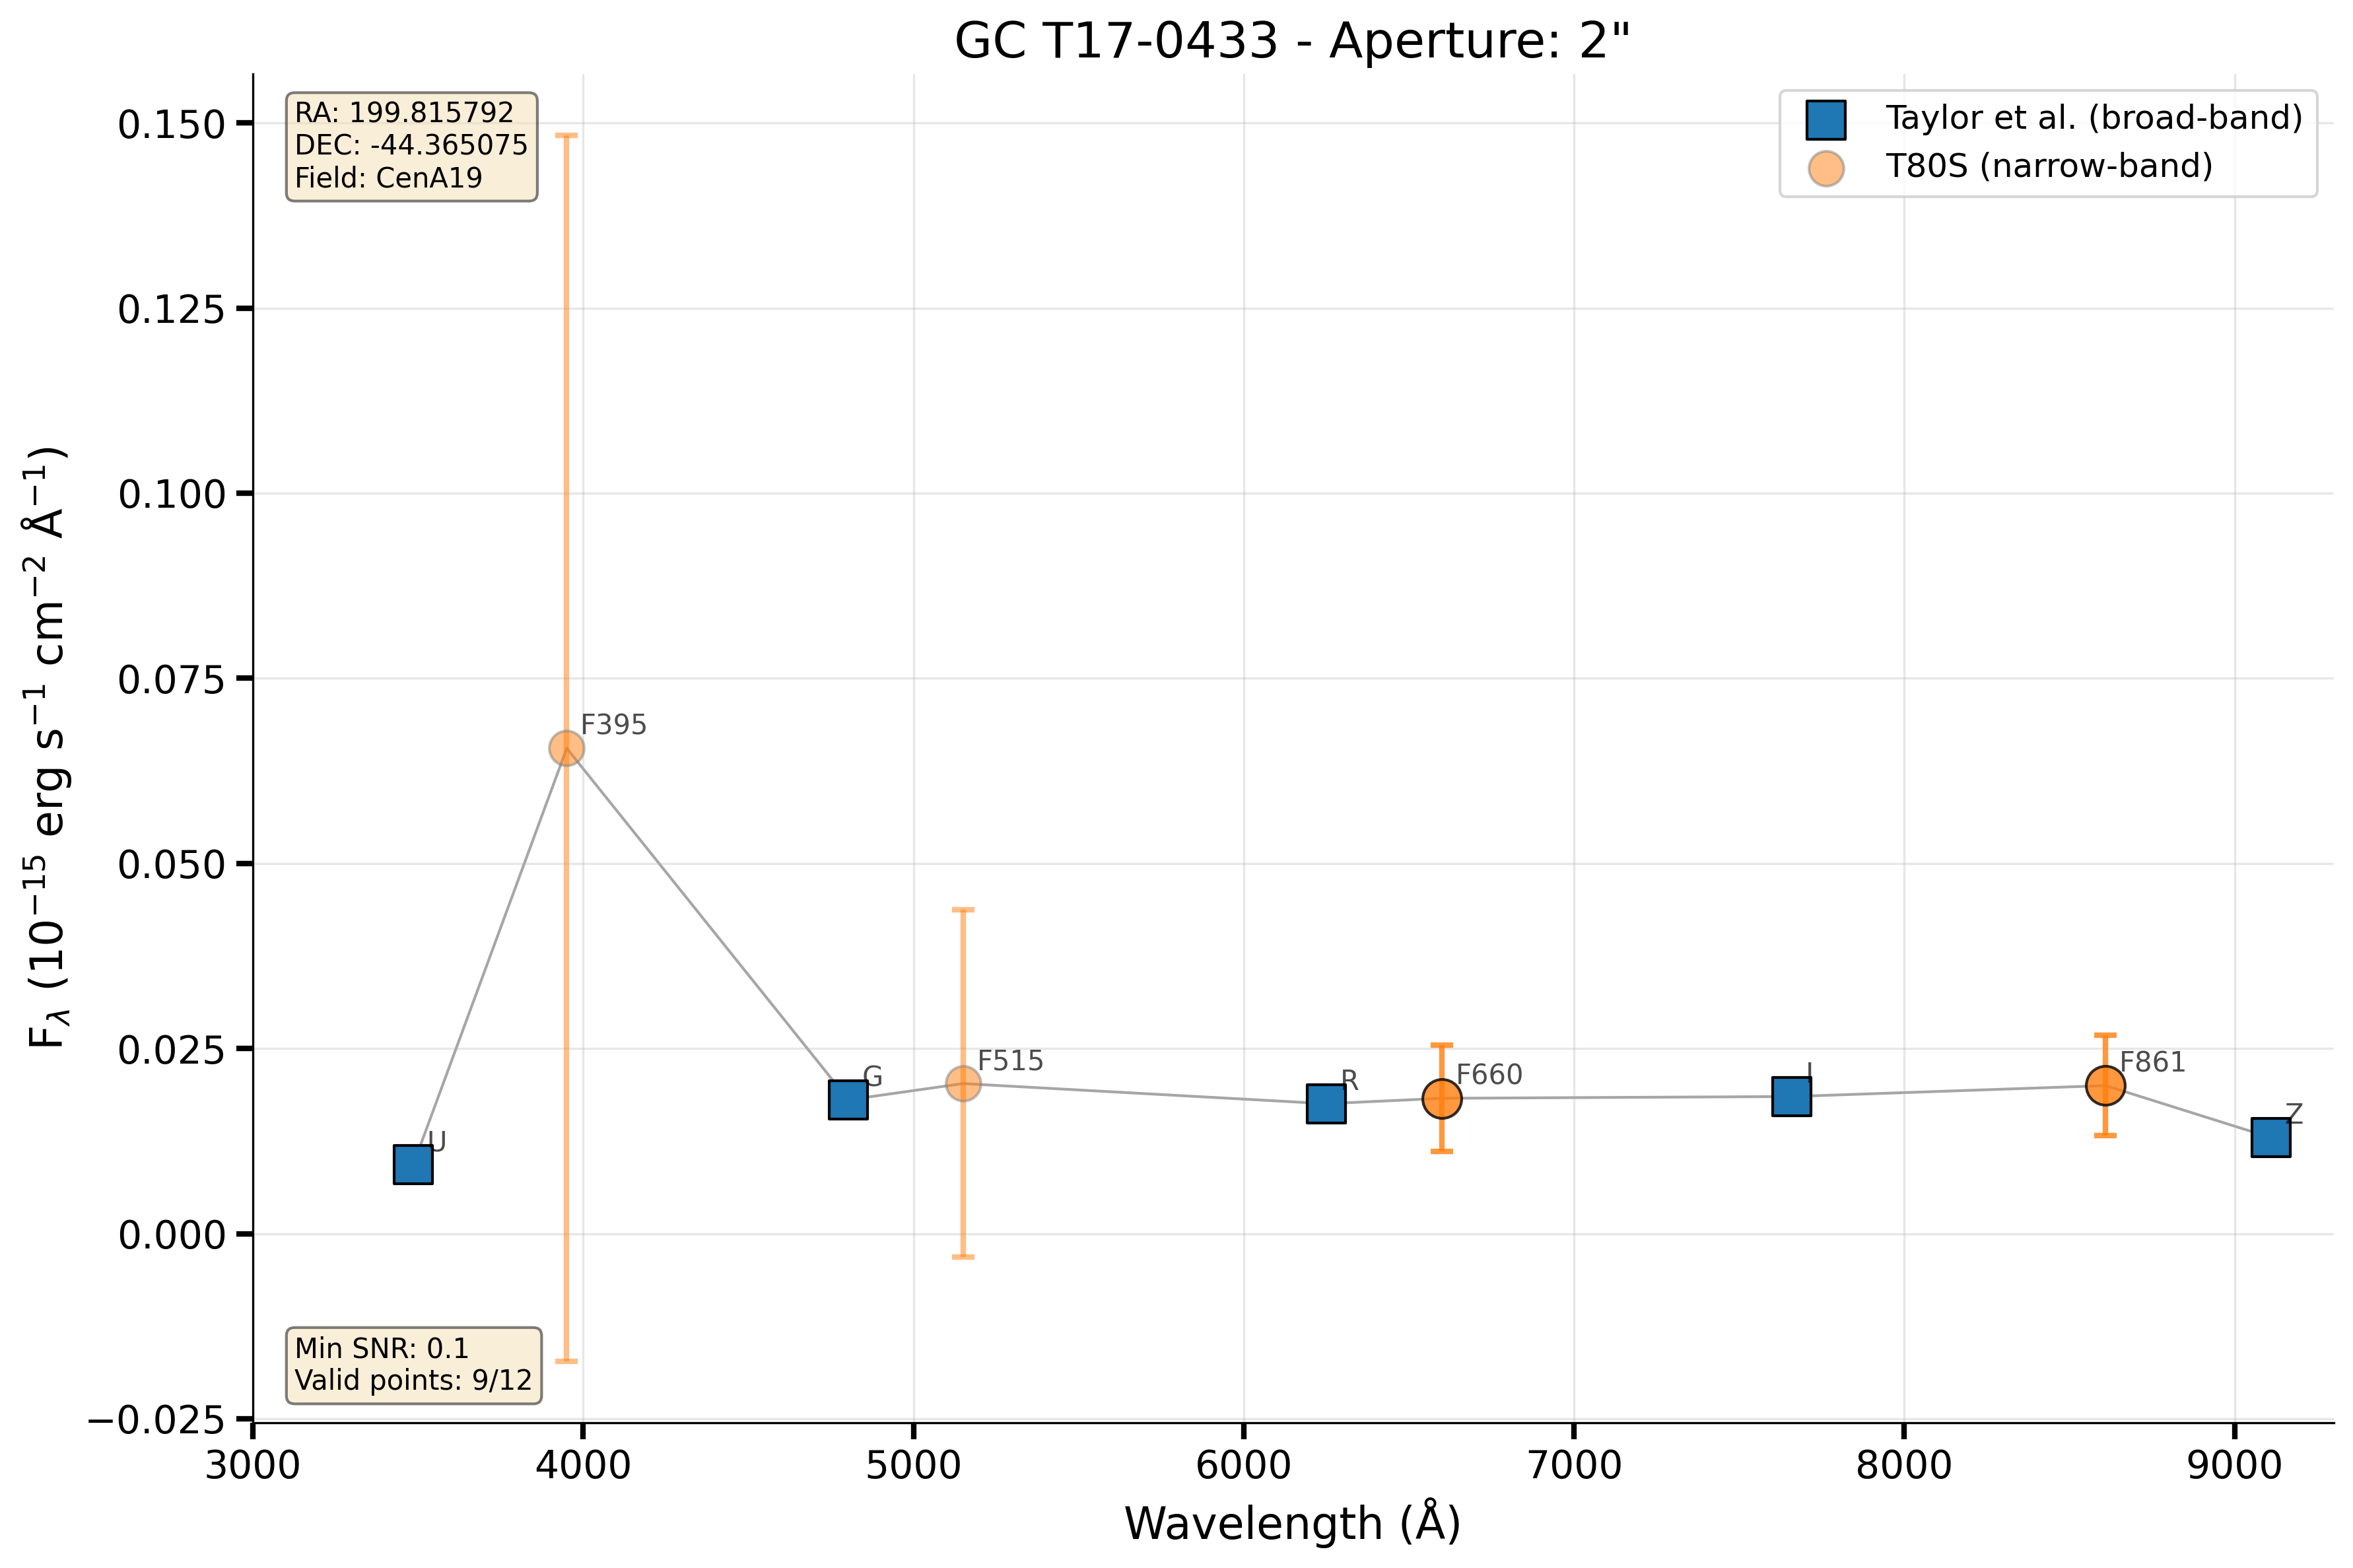 GC T17-0433 - Aperture: 2"
RA: 199.815792
DEC: -44.365075
Field: CenA19
Taylor et al. (broad-band)
T80S (narrow-band)
F_λ (10⁻¹⁵ erg s⁻¹ cm⁻² Å⁻¹)
0.150
0.125
0.100
0.075
0.050
0.025
0.000
−0.025
U
F395
G
F515
R
F660
I
F861
Z
Min SNR: 0.1
Valid points: 9/12
3000 4000 5000 6000 7000 8000 9000
Wavelength (Å)